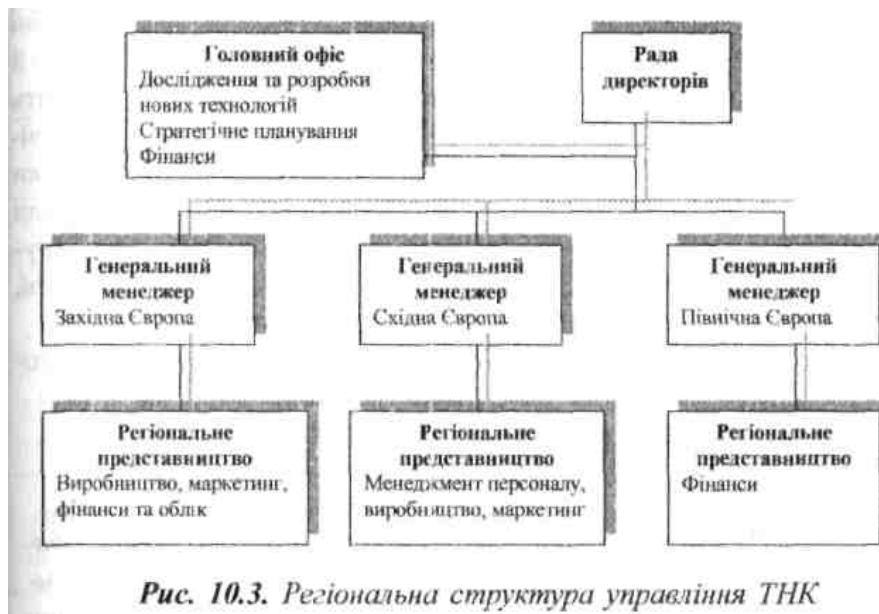 Головний офіс
Дослідження та розробки
нових технологій
Стратегічне планування
Фінанси
Рада
директорів
Генеральний
менеджер
Західна Європа
Генеральний
менеджер
Східна Європа
Генеральний
менеджер
Північна Європа
Регіональне
представництво
Виробництво, маркетинг,
фінанси та облік
Регіональне
представництво
Менеджмент персоналу,
виробництво, маркетинг
Регіональне
представництво
Фінанси
Рис. 10.3. Регіональна структура управління ТНК